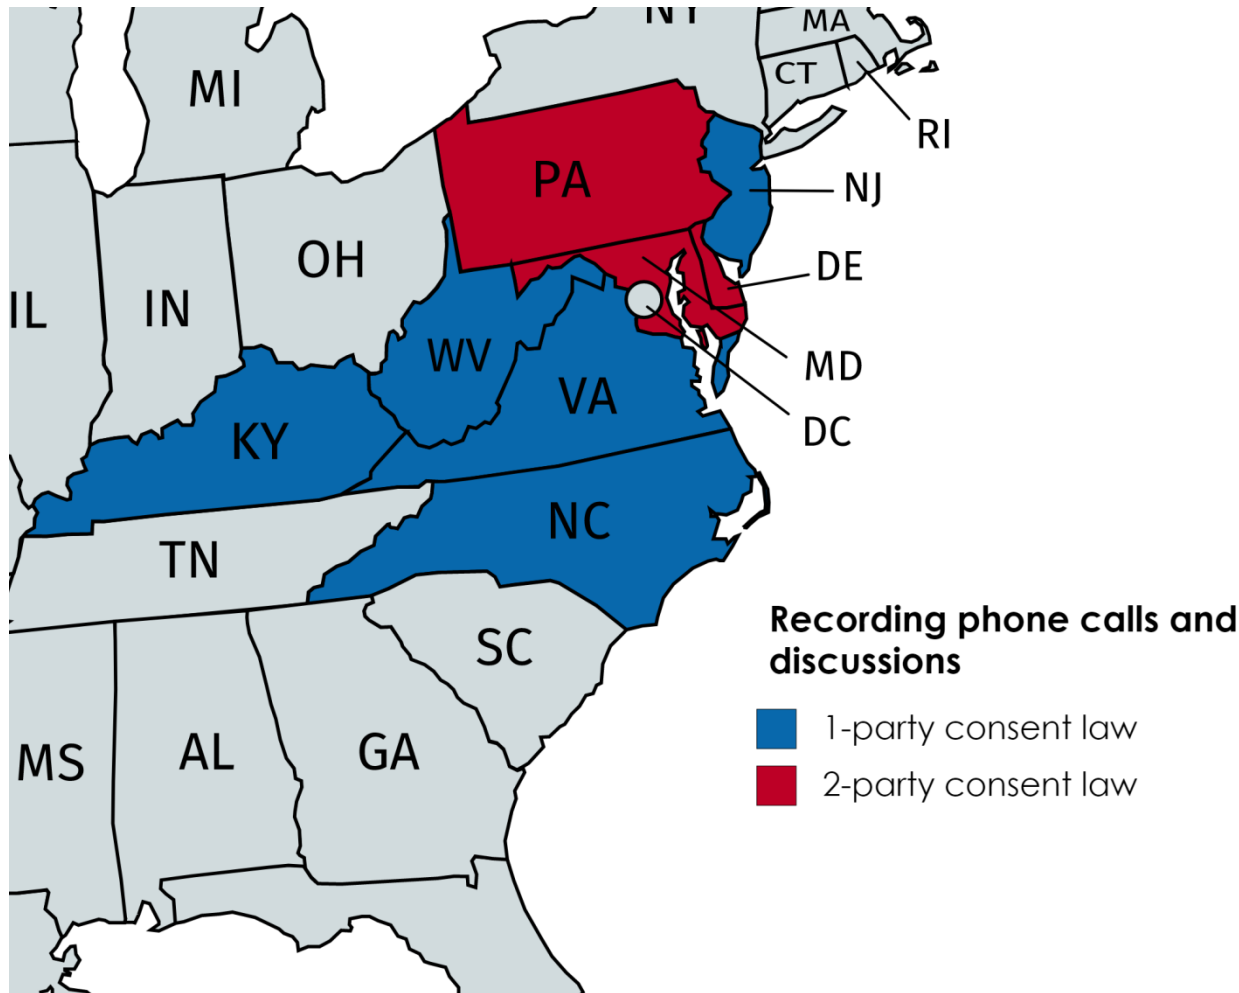 NY
MA
MI
CT
RI
PA
NJ
OH
DE
IL
IN
WV
MD
VA
DC
KY
NC
TN
Recording phone calls and
discussions
SC
1-party consent law
MS
AL
GA
2-party consent law